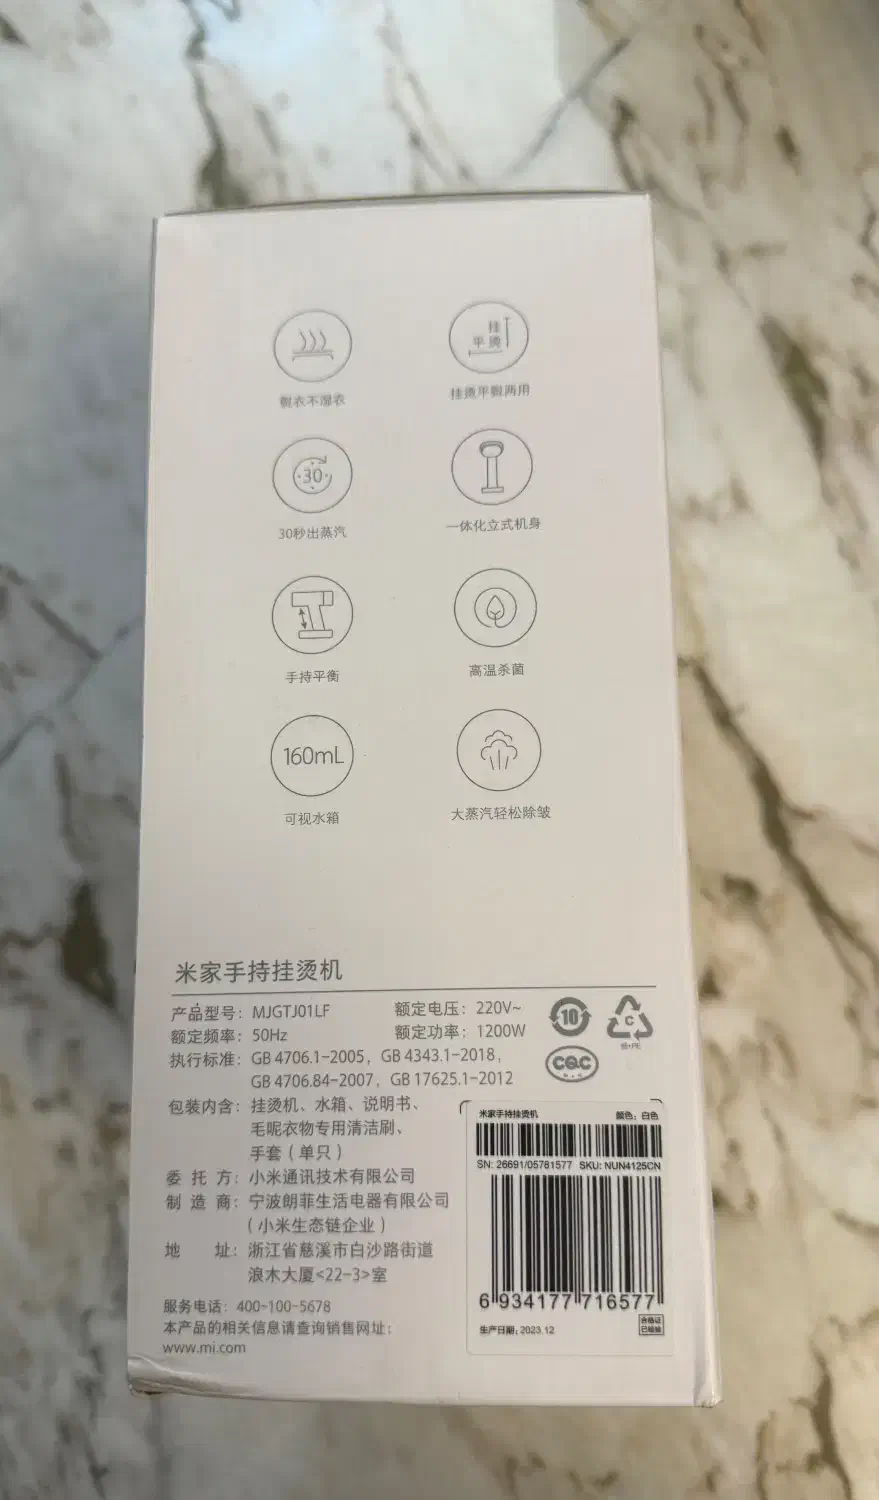 挂
平 烫
熨衣不湿衣
挂烫平熨两用
30
30秒出蒸汽
一体化立式机身
手持平衡
高温杀菌
160mL
可视水箱
大蒸汽轻松除皱
米家手持挂烫机
产品型号：MJGTJ01LF 额定电压：220V~
额定频率：50Hz 额定功率：1200W
执行标准：GB 4706.1-2005，GB 4343.1-2018，
GB 4706.84-2007，GB 17625.1-2012
10
C
CQC
包装内含：挂烫机、水箱、说明书、
毛呢衣物专用清洁刷、
手套（单只）
委托方：小米通讯技术有限公司
制造商：宁波朗菲生活电器有限公司
（小米生态链企业）
地址：浙江省慈溪市白沙路街道
浪木大厦<22-3>室
服务电话：400-100-5678
本产品的相关信息请查询销售网址：
www.mi.com
米家手持挂烫机 颜色：白色
SN: 26691/05781577 SKU: NUN4125CN
6 934177 716577
生产日期：2023.12
合格证
已检验